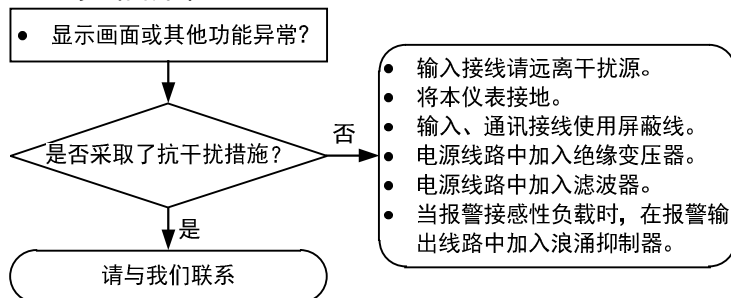 ● 显示画面或其他功能异常？
是否采取了抗干扰措施？
否
是
请与我们联系
● 输入接线请远离干扰源。
● 将本仪表接地。
● 输入、通讯接线使用屏蔽线。
● 电源线路中加入绝缘变压器。
● 电源线路中加入滤波器。
● 当报警接感性负载时，在报警输
出线路中加入浪涌抑制器。